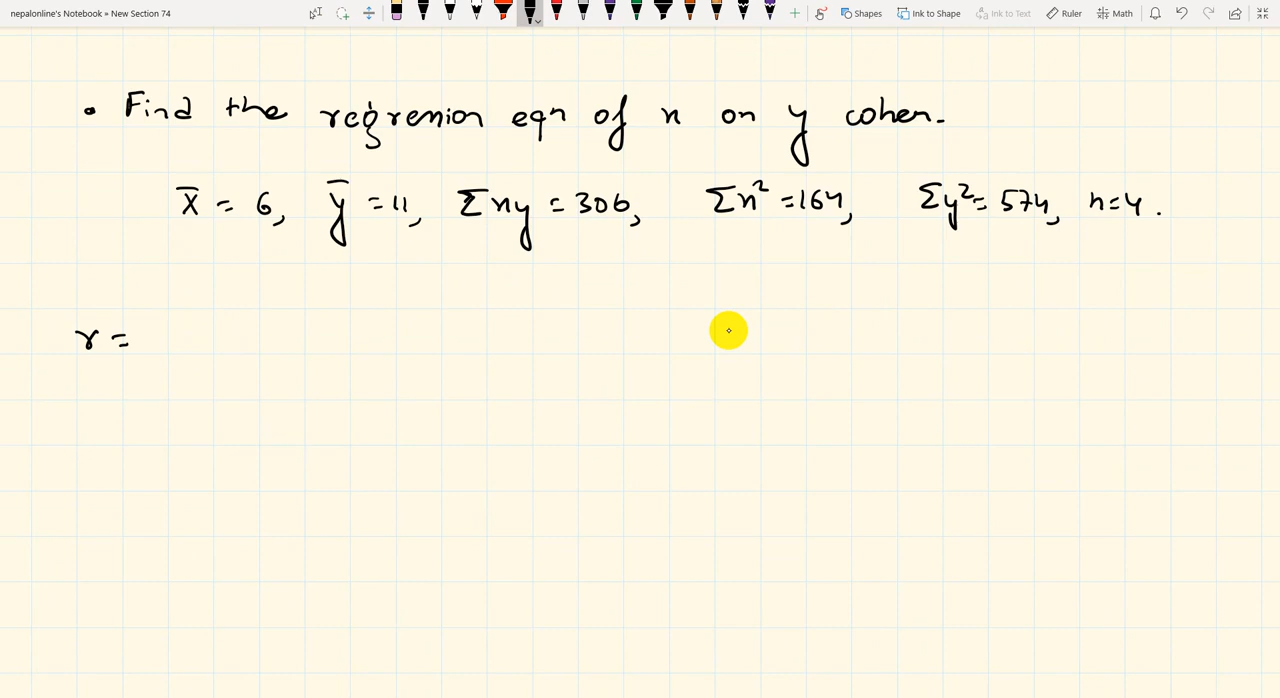 nepalonline's Notebook » New Section 74
Ink to Shape
Shapes
Ink to Text
Ruler
Math
• Find the regression eqn of x on y when.
x̄ = 6, ȳ = 11, Σxy = 306, Σx² = 164, Σy² = 574, n = 4.
r =